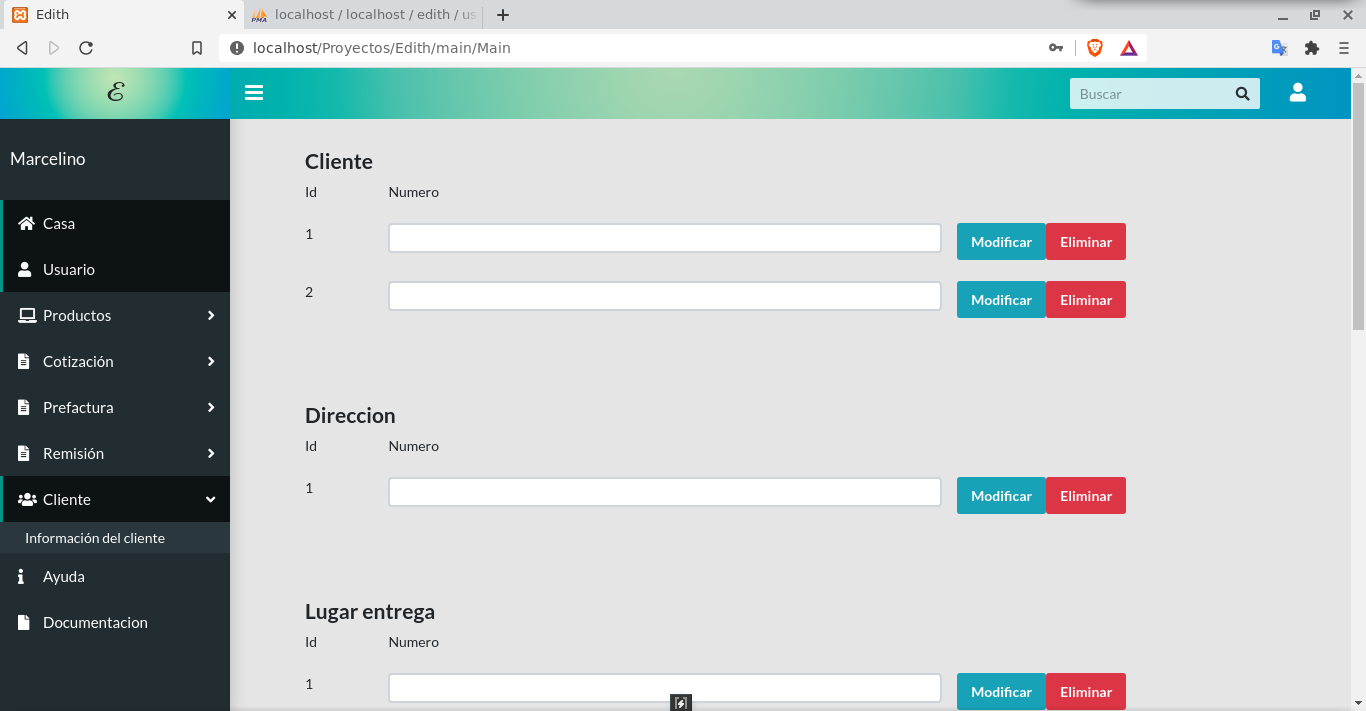 Edith
localhost / localhost / edith / us
PMA
localhost/Proyectos/Edith/main/Main
ℰ
Buscar
Marcelino
Casa
Usuario
Productos
Cotización
Prefactura
Remisión
Cliente
Información del cliente
Ayuda
Documentacion
Cliente
Id Numero
1 Modificar Eliminar
2 Modificar Eliminar
Direccion
Id Numero
1 Modificar Eliminar
Lugar entrega
Id Numero
1 Modificar Eliminar